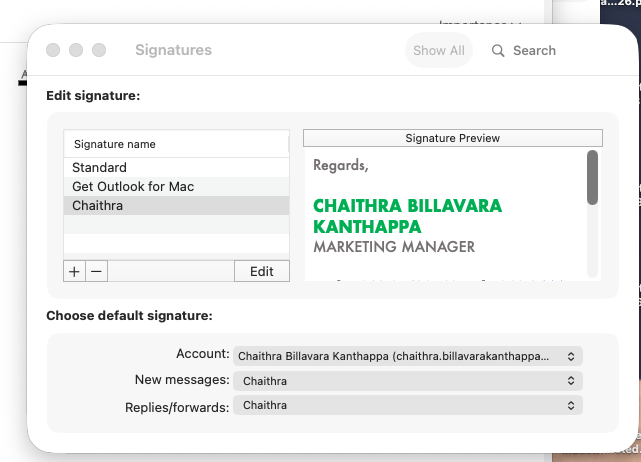 Signatures
Show All
Search
Edit signature:
Signature name
Standard
Get Outlook for Mac
Chaithra
+ −
Edit
Signature Preview
Regards,
CHAITHRA BILLAVARA
KANTHAPPA
MARKETING MANAGER
Choose default signature:
Account: Chaithra Billavara Kanthappa (chaithra.billavarakanthappa...
New messages: Chaithra
Replies/forwards: Chaithra